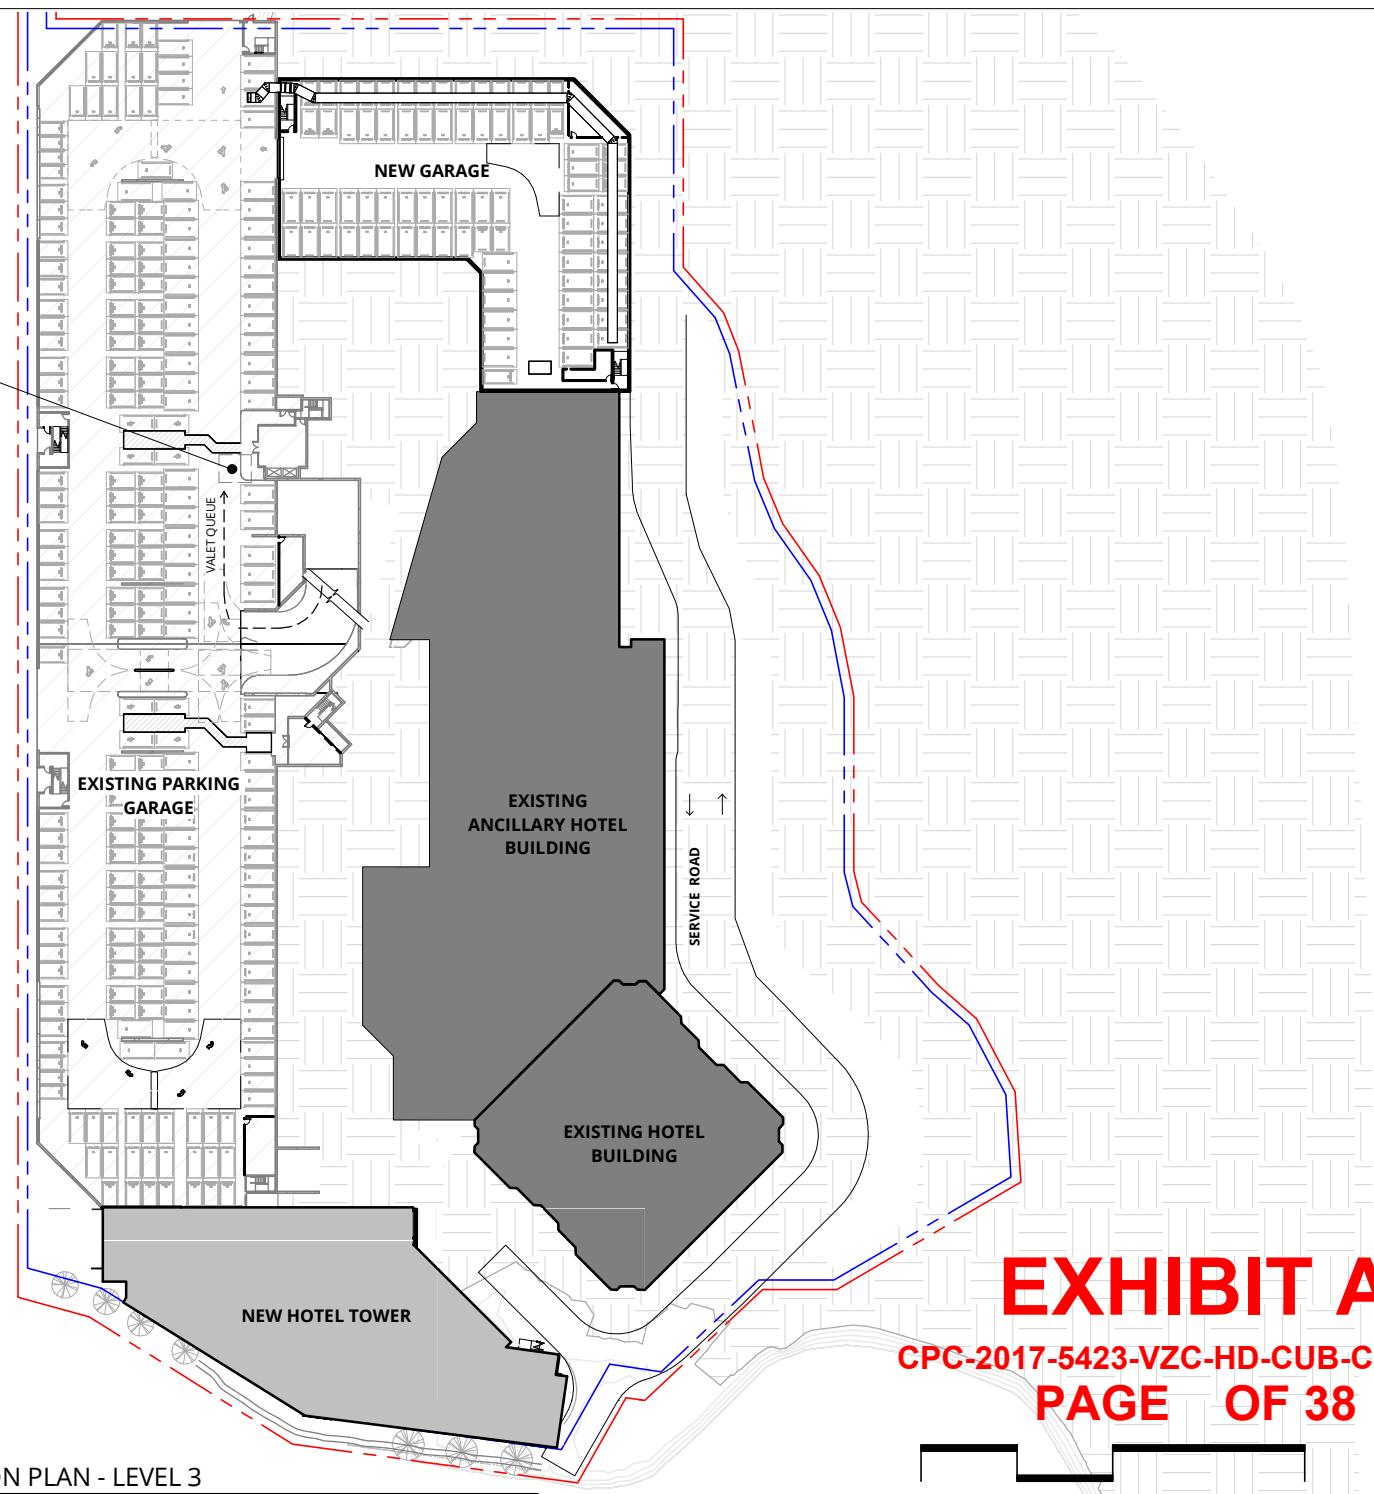 NEW GARAGE
VALET QUEUE
EXISTING PARKING
GARAGE
EXISTING
ANCILLARY HOTEL
BUILDING
SERVICE ROAD
EXISTING HOTEL
BUILDING
NEW HOTEL TOWER
EXHIBIT A
CPC-2017-5423-VZC-HD-CUB-C
PAGE OF 38
N PLAN - LEVEL 3